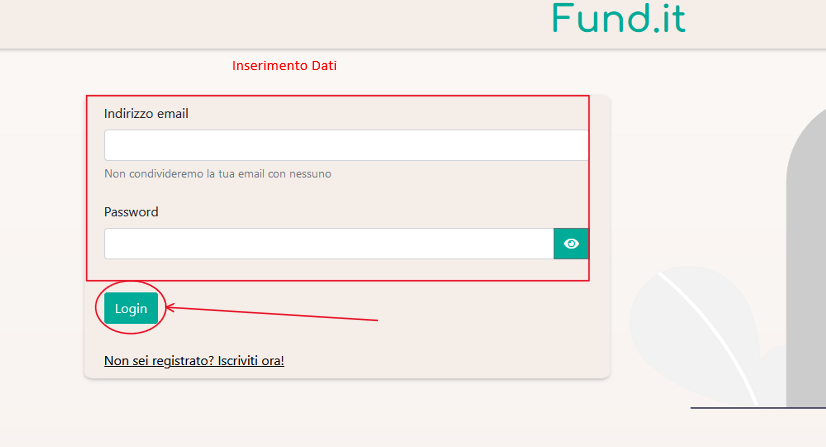 Fund.it
Inserimento Dati
Indirizzo email
Non condivideremo la tua email con nessuno
Password
Login
Non sei registrato? Iscriviti ora!